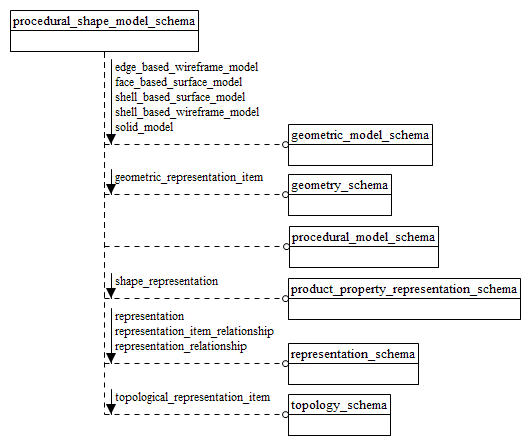 procedural_shape_model_schema
edge_based_wireframe_model
face_based_surface_model
shell_based_surface_model
shell_based_wireframe_model
solid_model
geometric_model_schema
geometric_representation_item
geometry_schema
procedural_model_schema
shape_representation
product_property_representation_schema
representation
representation_item_relationship
representation_relationship
representation_schema
topological_representation_item
topology_schema